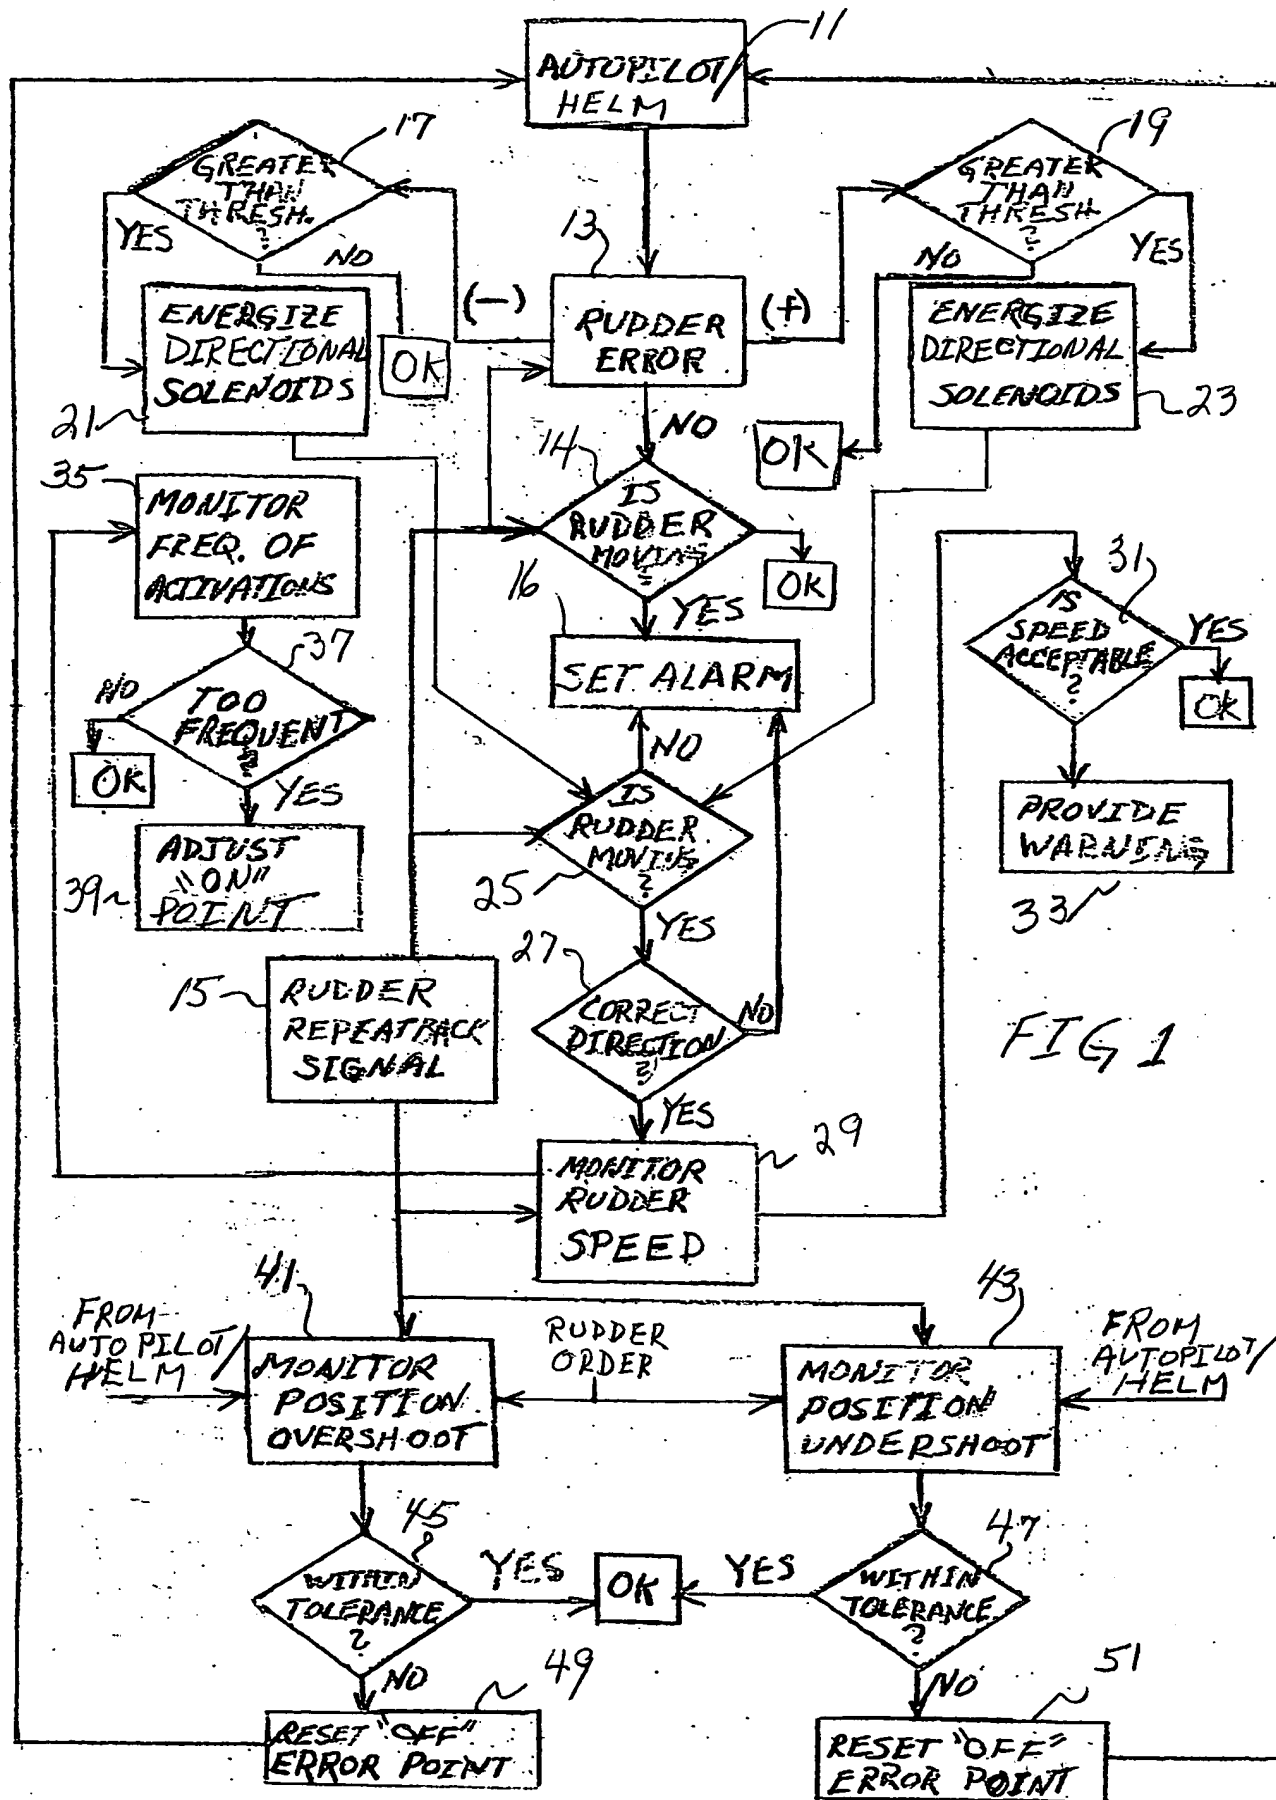 11
AUTOPILOT/
HELM
17
GREATER
THAN
THRESH.
?
YES
NO
19
GREATER
THAN
THRESH
?
NO
YES
13
(-)
RUDDER
ERROR
(+)
ENERGIZE
DIRECTIONAL
SOLENOIDS
21
OK
ENERGIZE
DIRECTIONAL
SOLENOIDS
23
NO
OK
14
IS
RUDDER
MOVING
?
OK
YES
16
SET ALARM
35
MONITOR
FREQ. OF
ACTIVATIONS
37
NO
TOO
FREQUENT
?
OK
YES
ADJUST
"ON"
POINT
39
31
IS
SPEED
ACCEPTABLE
?
YES
OK
PROVIDE
WARNING
33
NO
IS
RUDDER
MOVING
?
25
YES
27
CORRECT
DIRECTION
?
NO
YES
15
RUDDER
REPEATBACK
SIGNAL
FIG 1
29
MONITOR
RUDDER
SPEED
41
FROM
AUTOPILOT/
HELM
MONITOR
POSITION
OVERSHOOT
RUDDER
ORDER
43
MONITOR
POSITION
UNDERSHOOT
FROM
AUTOPILOT/
HELM
45
WITHIN
TOLERANCE
?
YES
OK
YES
47
WITHIN
TOLERANCE
?
NO
49
RESET "OFF"
ERROR POINT
NO
51
RESET "OFF"
ERROR POINT